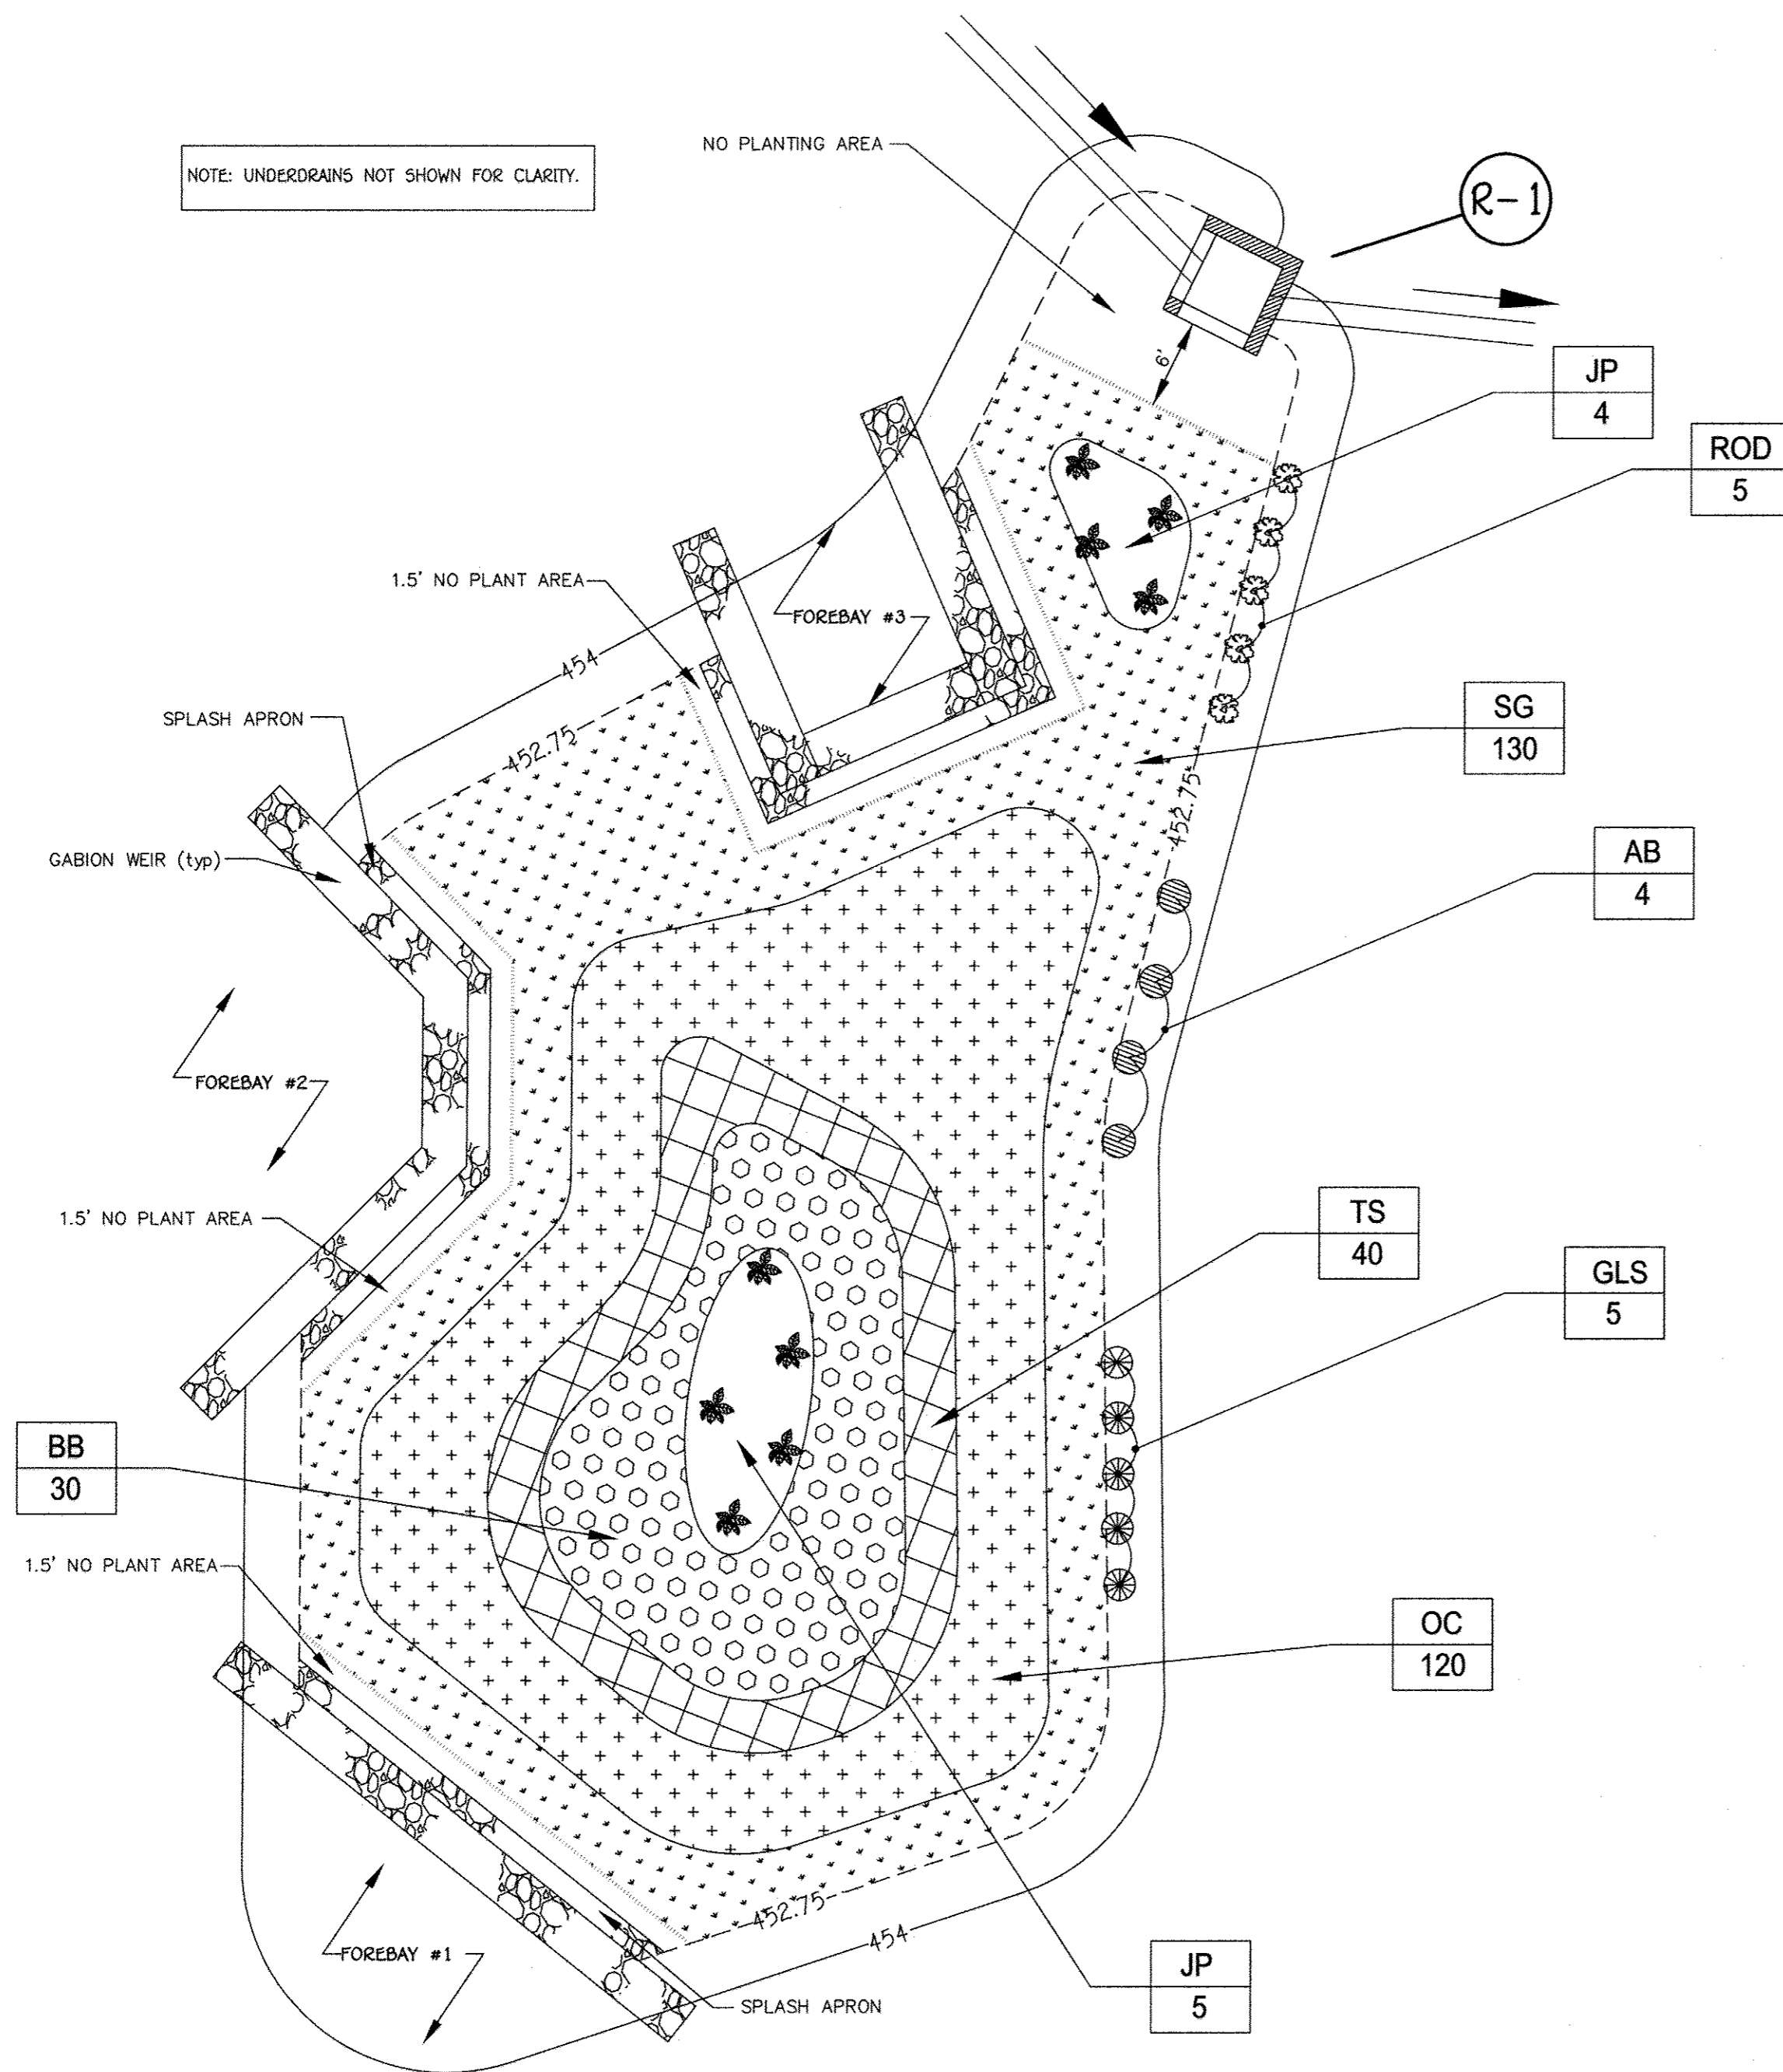 NO PLANTING AREA
NOTE: UNDERDRAINS NOT SHOWN FOR CLARITY.
R-1
6'
JP
4
ROD
5
1.5' NO PLANT AREA
FOREBAY #3
454
SPLASH APRON
452.75
SG
130
452.75
GABION WEIR (typ)
AB
4
FOREBAY #2
1.5' NO PLANT AREA
TS
40
GLS
5
BB
30
1.5' NO PLANT AREA
OC
120
452.75
454
FOREBAY #1
JP
5
SPLASH APRON